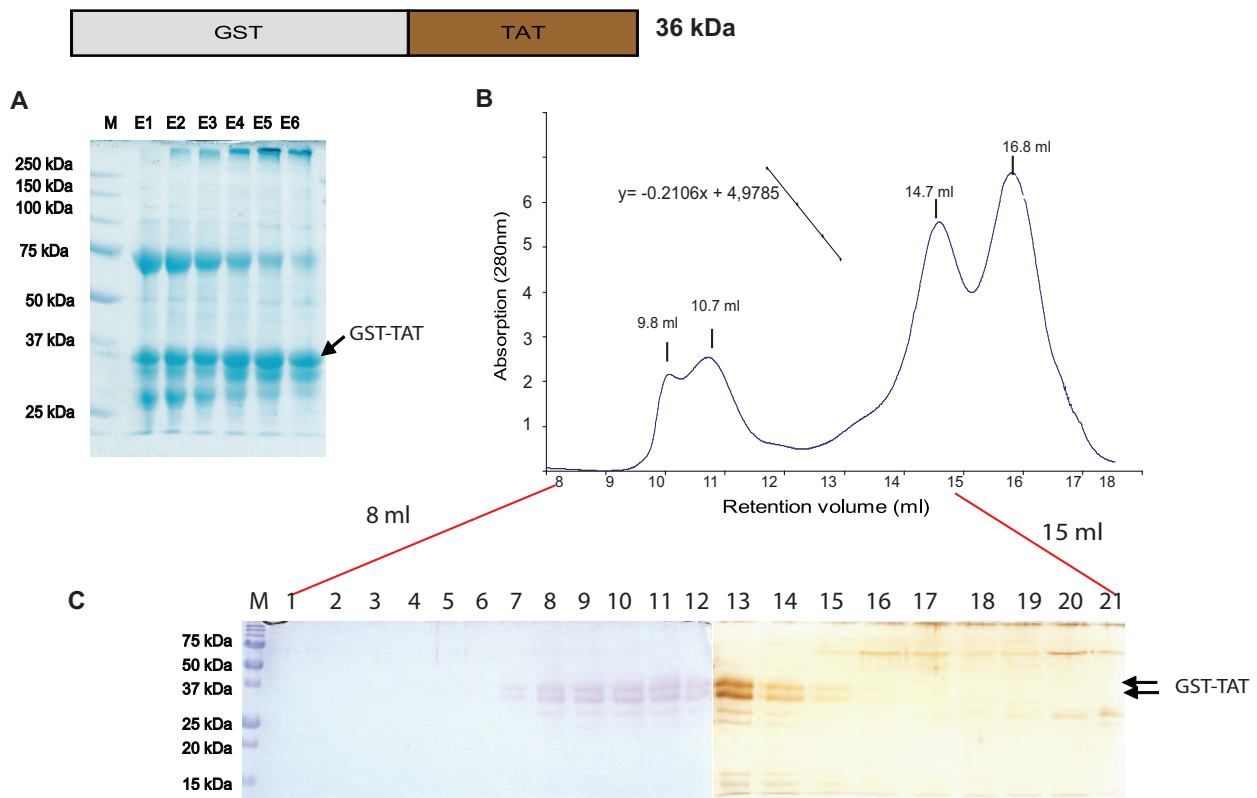 GST TAT 36 kDa
A
M E1 E2 E3 E4 E5 E6
250 kDa
150 kDa
100 kDa
75 kDa
50 kDa
37 kDa
25 kDa
GST-TAT
B
Absorption (280nm)
6
5
4
3
2
1
y= -0.2106x + 4,9785
9.8 ml
10.7 ml
14.7 ml
16.8 ml
8 9 10 11 12 13 14 15 16 17 18
Retention volume (ml)
8 ml
15 ml
C
M 1 2 3 4 5 6 7 8 9 10 11 12 13 14 15 16 17 18 19 20 21
75 kDa
50 kDa
37 kDa
25 kDa
20 kDa
15 kDa
GST-TAT